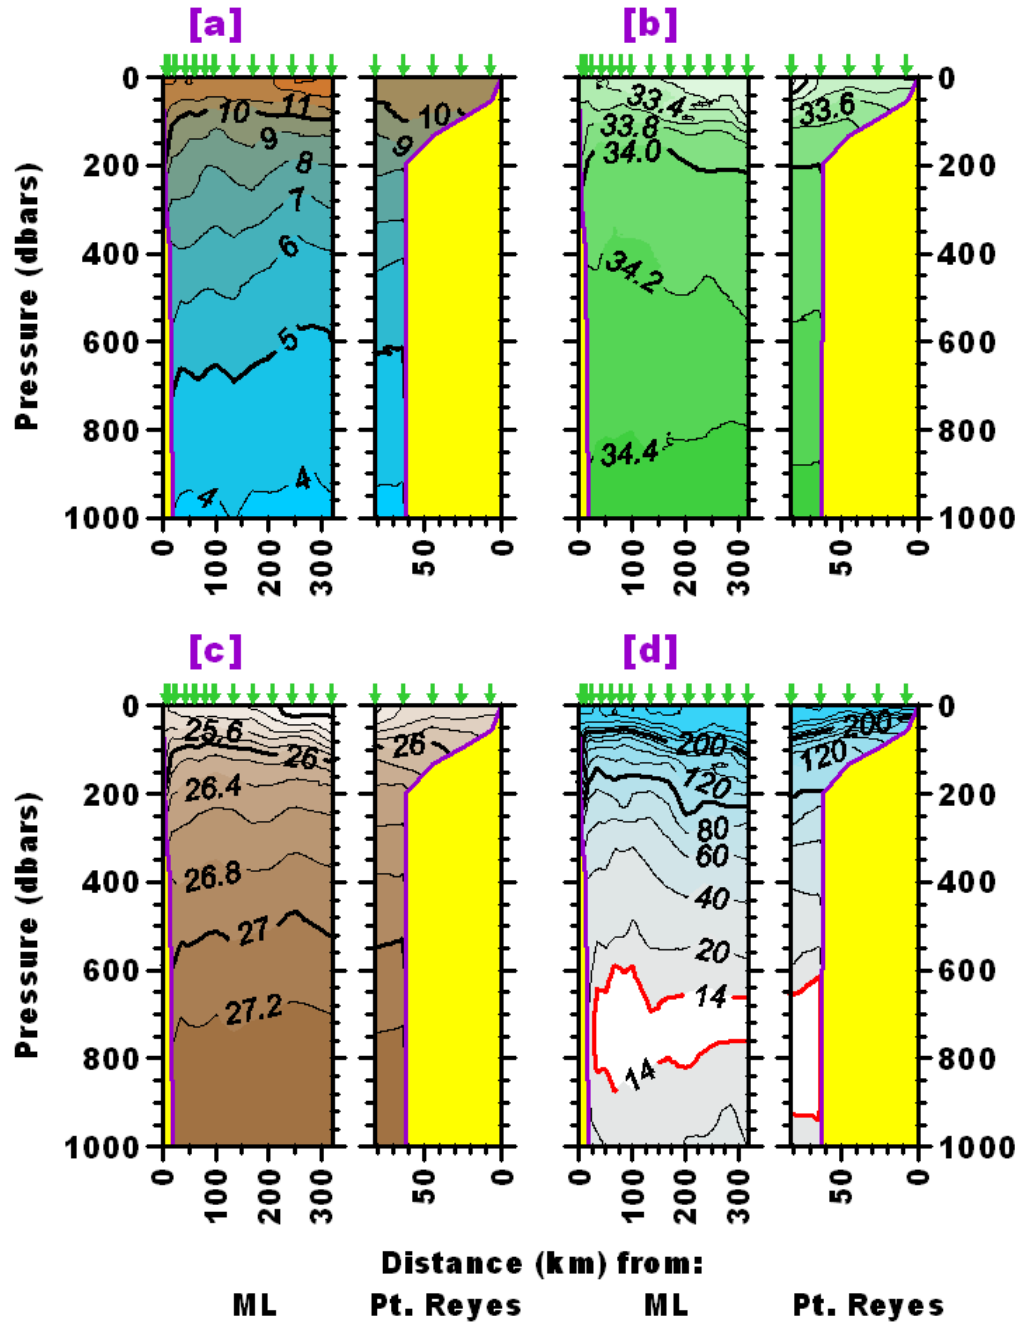 [a] [b]
0 0
10 11 10 33.4 33.6
9 9 33.8
200 8 34.0 200
7
400 6 34.2 400
600 5 600
800 34.4 800
4 4
1000 1000
Pressure (dbars)
0 100 200 300 50 0 0 100 200 300 50 0
[c] [d]
0 0
25.6 26 26 200 200
26.4 120 120
200 80 200
60
400 26.8 40 400
27 20
600 14 600
27.2
800 14 800
1000 1000
Pressure (dbars)
0 100 200 300 50 0 0 100 200 300 50 0
Distance (km) from:
ML Pt. Reyes ML Pt. Reyes